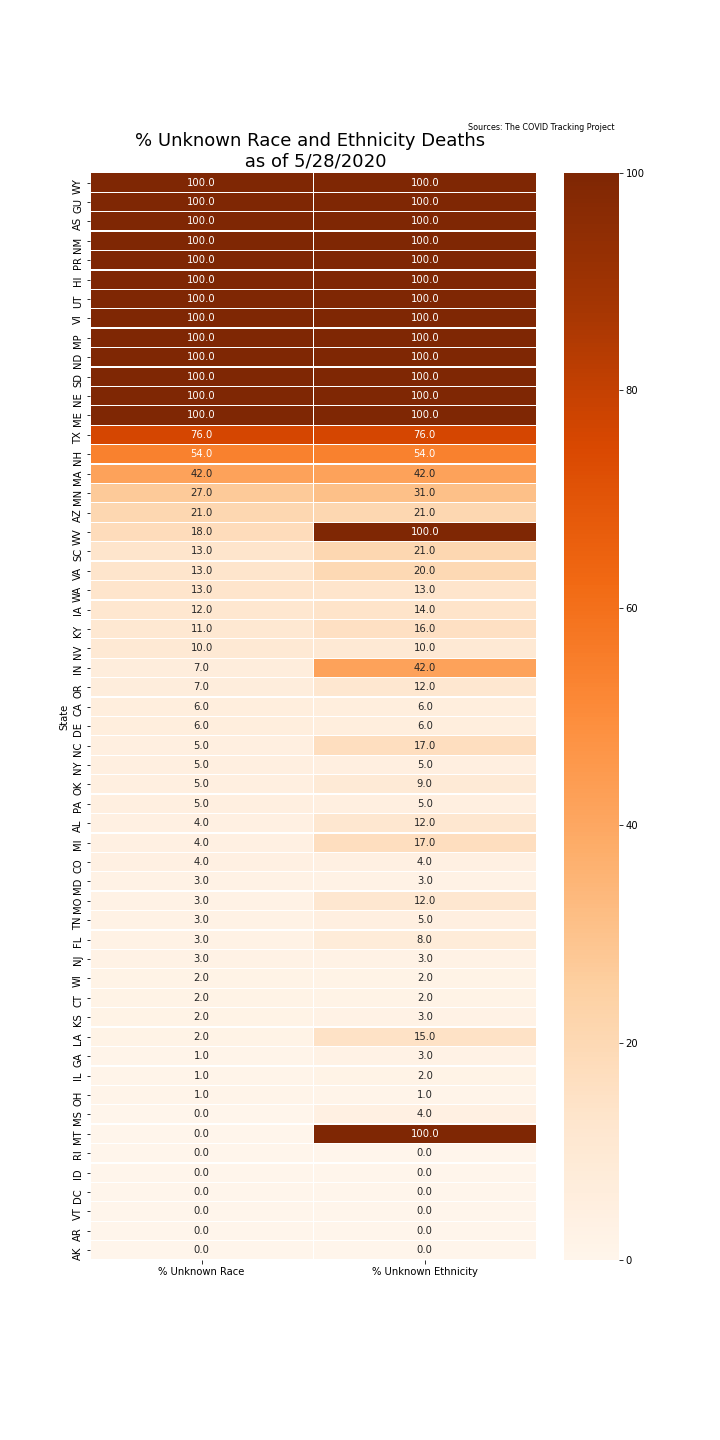 Sources: The COVID Tracking Project
% Unknown Race and Ethnicity Deaths
as of 5/28/2020
WY 100.0 100.0
GU 100.0 100.0
AS 100.0 100.0
NM 100.0 100.0
PR 100.0 100.0
HI 100.0 100.0
UT 100.0 100.0
VI 100.0 100.0
MP 100.0 100.0
ND 100.0 100.0
SD 100.0 100.0
NE 100.0 100.0
ME 100.0 100.0
TX 76.0 76.0
NH 54.0 54.0
MA 42.0 42.0
MN 27.0 31.0
AZ 21.0 21.0
WV 18.0 100.0
SC 13.0 21.0
VA 13.0 20.0
WA 13.0 13.0
IA 12.0 14.0
KY 11.0 16.0
NV 10.0 10.0
IN 7.0 42.0
OR 7.0 12.0
CA 6.0 6.0
DE 6.0 6.0
NC 5.0 17.0
NY 5.0 5.0
OK 5.0 9.0
PA 5.0 5.0
AL 4.0 12.0
MI 4.0 17.0
CO 4.0 4.0
MD 3.0 3.0
MO 3.0 12.0
TN 3.0 5.0
FL 3.0 8.0
NJ 3.0 3.0
WI 2.0 2.0
CT 2.0 2.0
KS 2.0 3.0
LA 2.0 15.0
GA 1.0 3.0
IL 1.0 2.0
OH 1.0 1.0
MS 0.0 4.0
MT 0.0 100.0
RI 0.0 0.0
ID 0.0 0.0
DC 0.0 0.0
VT 0.0 0.0
AR 0.0 0.0
AK 0.0 0.0
State
% Unknown Race % Unknown Ethnicity
100
80
60
40
20
0